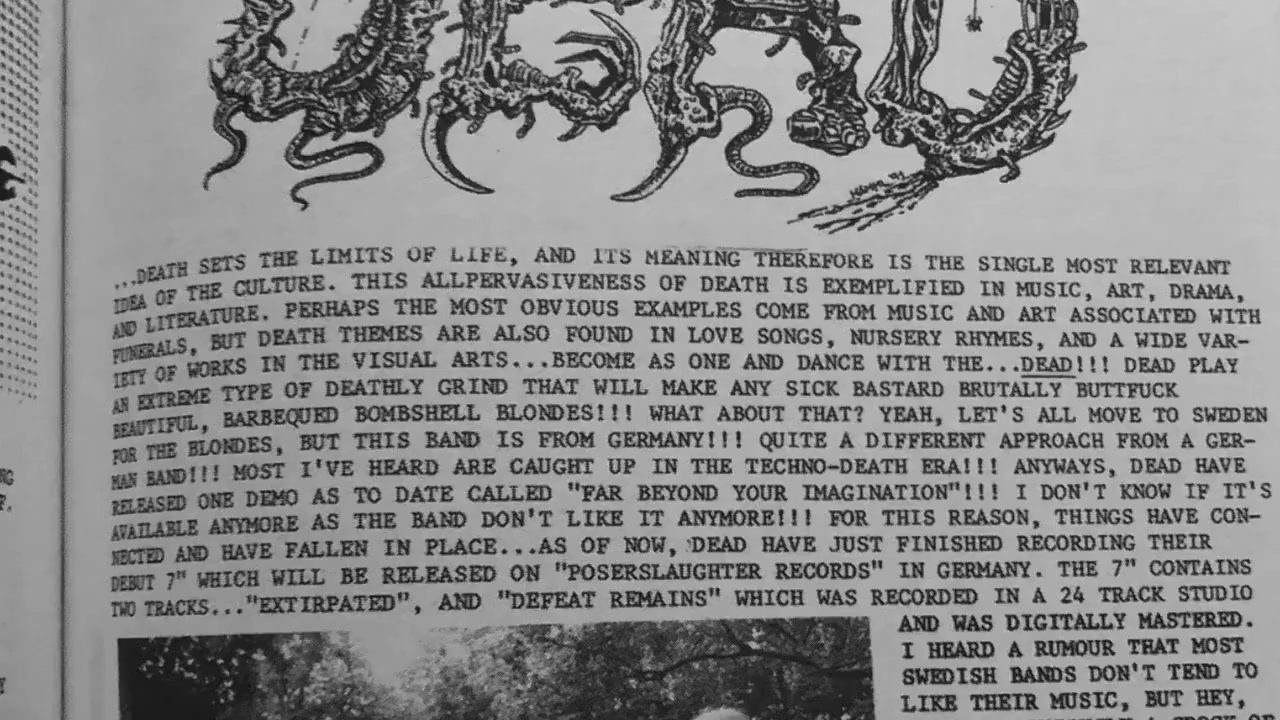 DEAD
...DEATH SETS THE LIMITS OF LIFE, AND ITS MEANING THEREFORE IS THE SINGLE MOST RELEVANT
IDEA OF THE CULTURE. THIS ALLPERVASIVENESS OF DEATH IS EXEMPLIFIED IN MUSIC, ART, DRAMA,
AND LITERATURE. PERHAPS THE MOST OBVIOUS EXAMPLES COME FROM MUSIC AND ART ASSOCIATED WITH
FUNERALS, BUT DEATH THEMES ARE ALSO FOUND IN LOVE SONGS, NURSERY RHYMES, AND A WIDE VAR-
IETY OF WORKS IN THE VISUAL ARTS...BECOME AS ONE AND DANCE WITH THE...DEAD!!! DEAD PLAY
AN EXTREME TYPE OF DEATHLY GRIND THAT WILL MAKE ANY SICK BASTARD BRUTALLY BUTTFUCK
BEAUTIFUL, BARBEQUED BOMBSHELL BLONDES!!! WHAT ABOUT THAT? YEAH, LET'S ALL MOVE TO SWEDEN
FOR THE BLONDES, BUT THIS BAND IS FROM GERMANY!!! QUITE A DIFFERENT APPROACH FROM A GER-
MAN BAND!!! MOST I'VE HEARD ARE CAUGHT UP IN THE TECHNO-DEATH ERA!!! ANYWAYS, DEAD HAVE
RELEASED ONE DEMO AS TO DATE CALLED "FAR BEYOND YOUR IMAGINATION"!!! I DON'T KNOW IF IT'S
AVAILABLE ANYMORE AS THE BAND DON'T LIKE IT ANYMORE!!! FOR THIS REASON, THINGS HAVE CON-
NECTED AND HAVE FALLEN IN PLACE...AS OF NOW, DEAD HAVE JUST FINISHED RECORDING THEIR
DEBUT 7" WHICH WILL BE RELEASED ON "POSERSLAUGHTER RECORDS" IN GERMANY. THE 7" CONTAINS
TWO TRACKS..."EXTIRPATED", AND "DEFEAT REMAINS" WHICH WAS RECORDED IN A 24 TRACK STUDIO
AND WAS DIGITALLY MASTERED.
I HEARD A RUMOUR THAT MOST
SWEDISH BANDS DON'T TEND TO
LIKE THEIR MUSIC, BUT HEY,